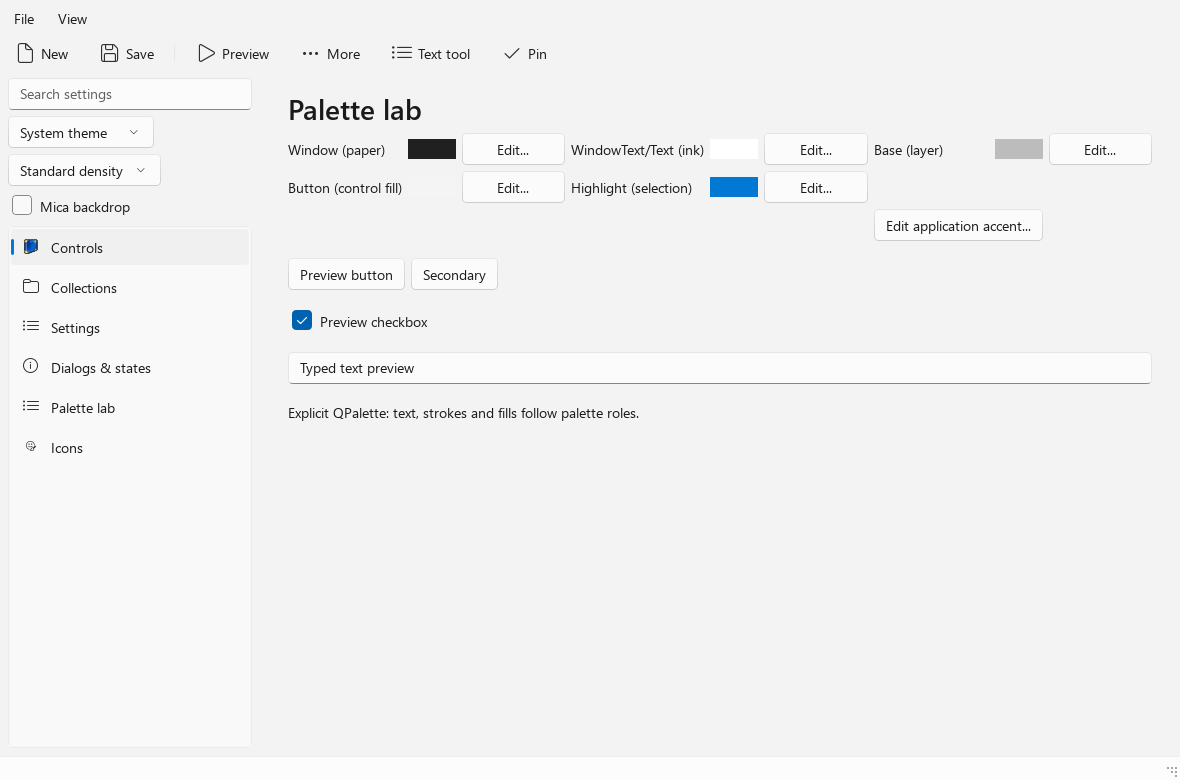 File View
New Save Preview More Text tool Pin
Search settings
System theme
Standard density
Mica backdrop
Controls
Collections
Settings
Dialogs & states
Palette lab
Icons
Palette lab
Window (paper) Edit... WindowText/Text (ink) Edit... Base (layer) Edit...
Button (control fill) Edit... Highlight (selection) Edit...
Edit application accent...
Preview button Secondary
Preview checkbox
Typed text preview
Explicit QPalette: text, strokes and fills follow palette roles.